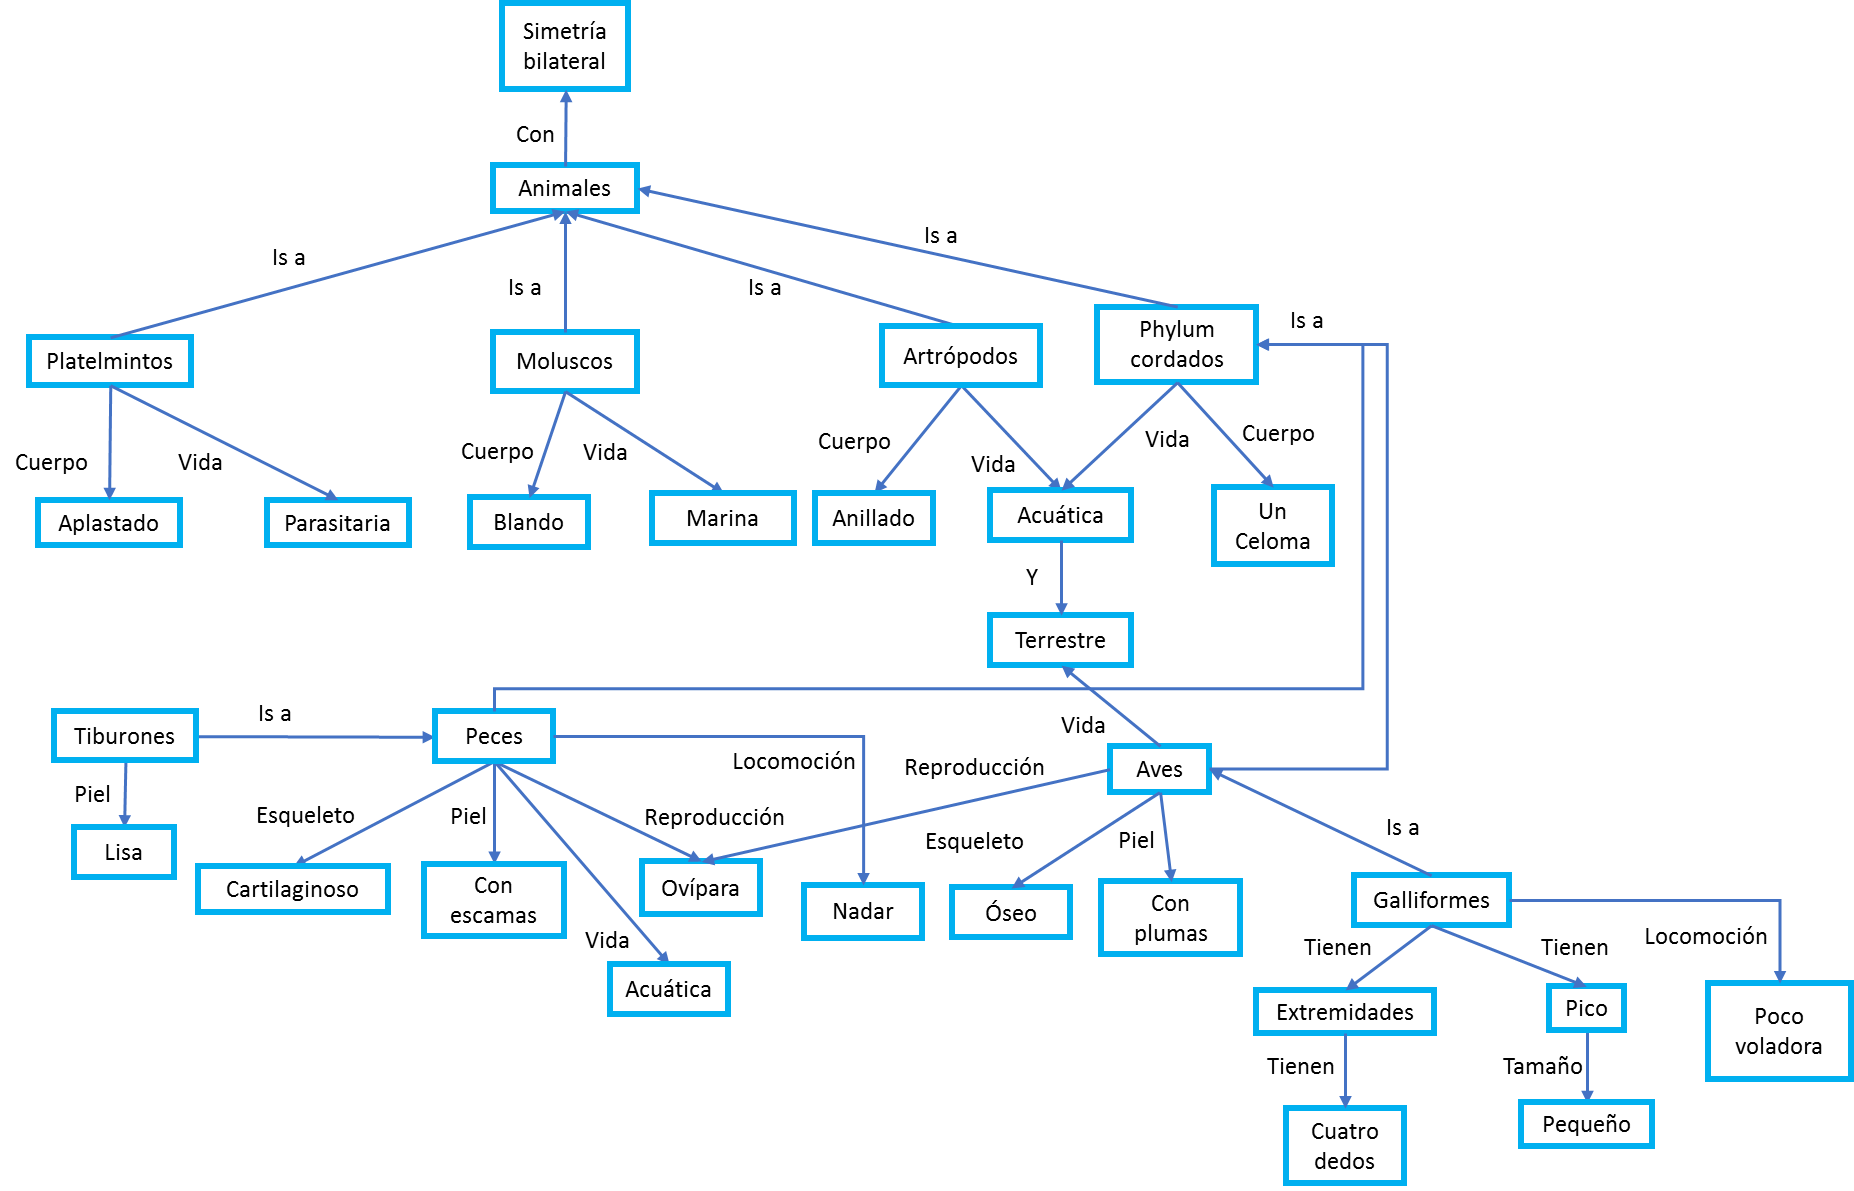 Simetría
bilateral
Con
Animales
Is a
Is a
Is a
Is a
Is a
Platelmintos
Moluscos
Artrópodos
Phylum
cordados
Cuerpo
Vida
Cuerpo
Vida
Cuerpo
Vida
Vida
Cuerpo
Aplastado
Parasitaria
Blando
Marina
Anillado
Acuática
Un
Celoma
Y
Terrestre
Tiburones
Is a
Peces
Vida
Aves
Locomoción
Reproducción
Piel
Esqueleto
Piel
Reproducción
Esqueleto
Piel
Is a
Lisa
Cartilaginoso
Con
escamas
Ovípara
Nadar
Óseo
Con
plumas
Galliformes
Vida
Acuática
Tienen
Tienen
Locomoción
Extremidades
Pico
Poco
voladora
Tienen
Tamaño
Cuatro
dedos
Pequeño